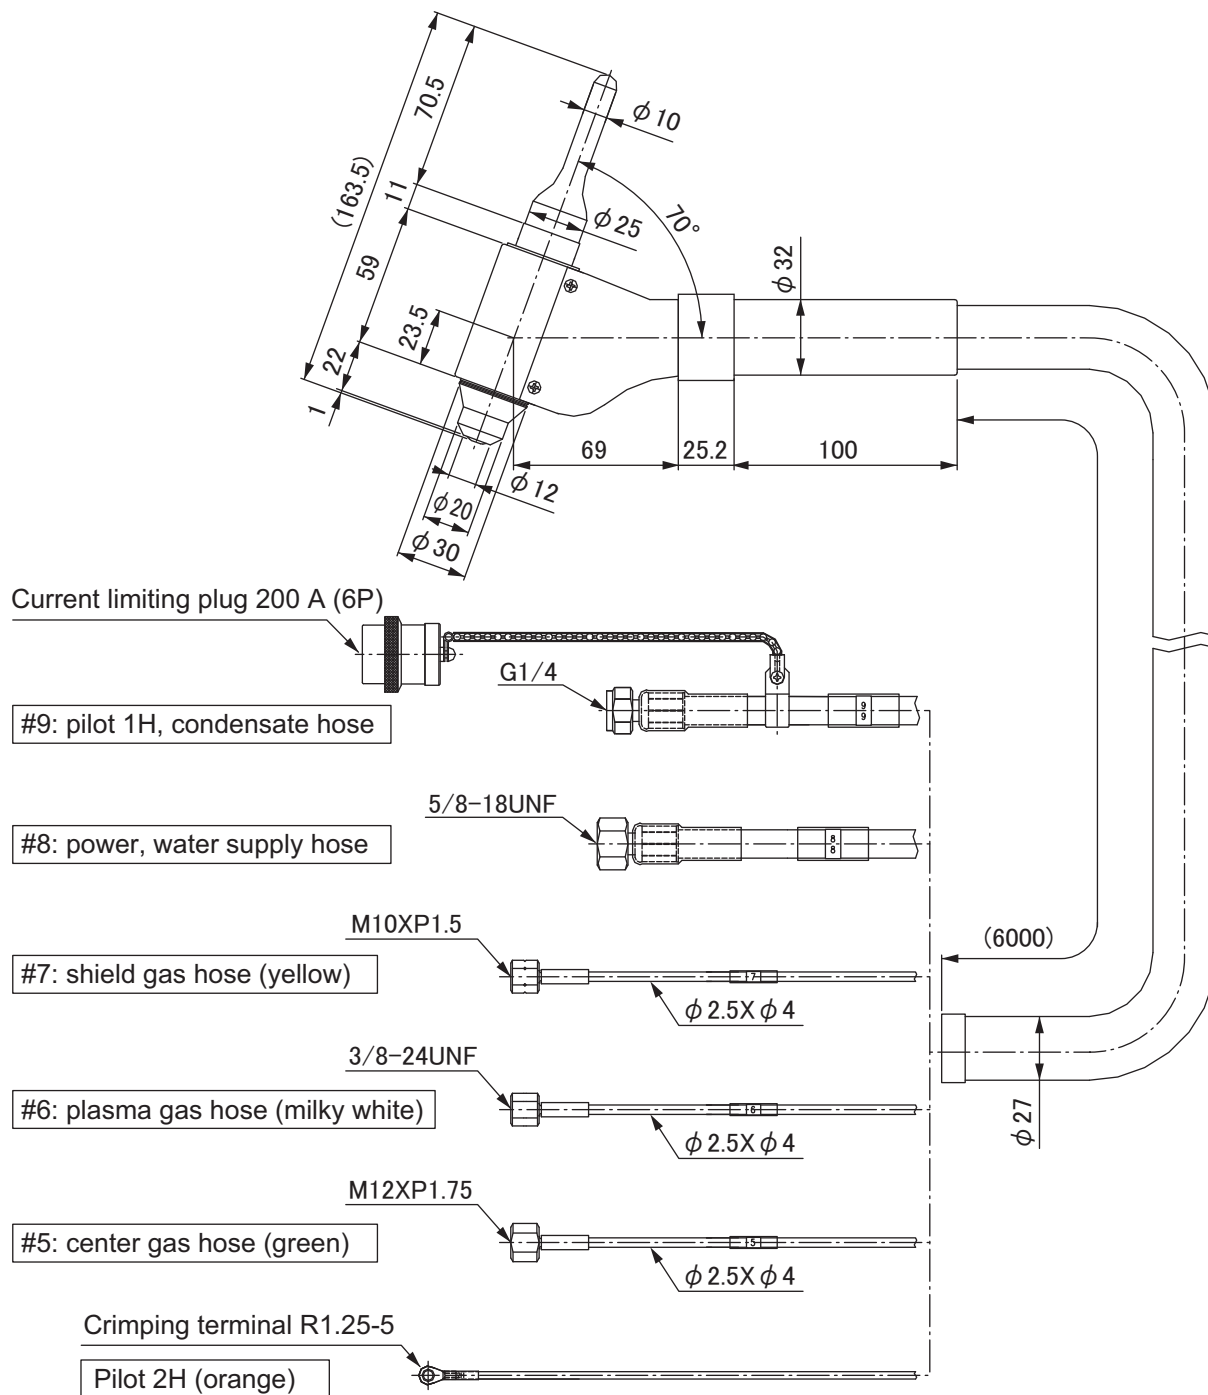 70.5
(163.5)
11
59
23.5
22
1
φ10
φ25
70°
φ32
69
25.2
100
φ12
φ20
φ30
Current limiting plug 200 A (6P)
G1/4
#9: pilot 1H, condensate hose
9
9
5/8-18UNF
#8: power, water supply hose
8
8
M10XP1.5
(6000)
#7: shield gas hose (yellow)
7
φ2.5Xφ4
3/8-24UNF
#6: plasma gas hose (milky white)
6
φ2.5Xφ4
φ27
M12XP1.75
#5: center gas hose (green)
5
φ2.5Xφ4
Crimping terminal R1.25-5
Pilot 2H (orange)